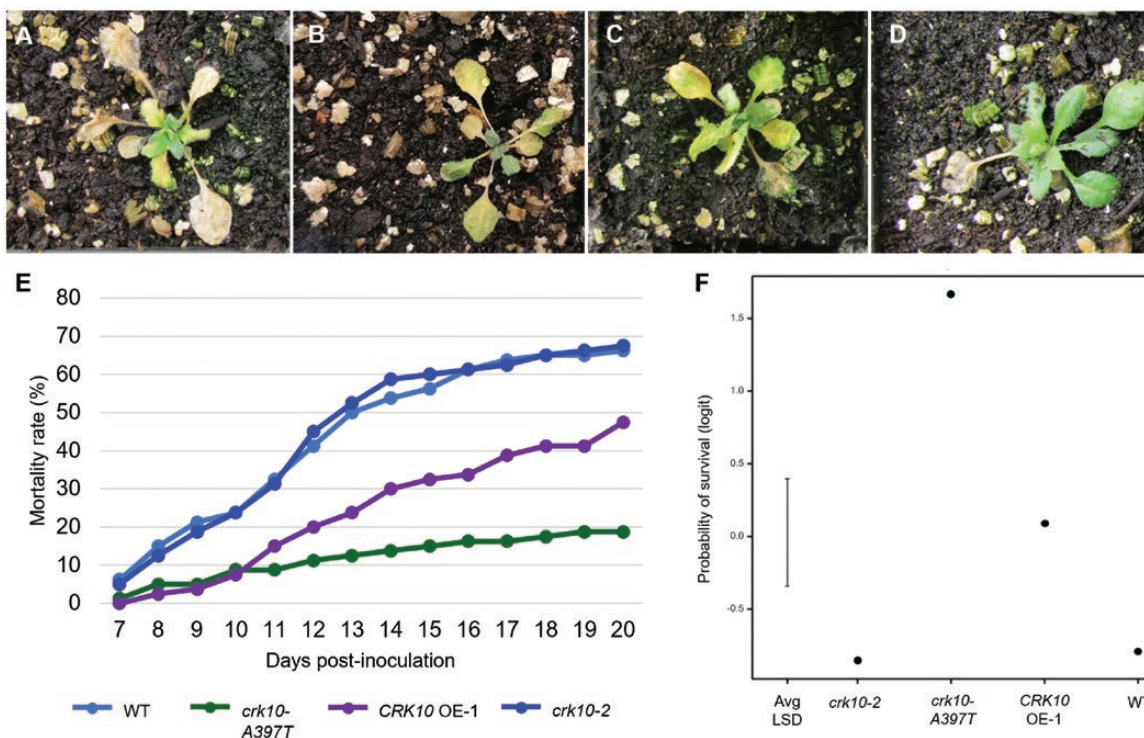 A
B
C
D
E
80
70
60
50
40
30
20
10
0
Mortality rate (%)
7 8 9 10 11 12 13 14 15 16 17 18 19 20
Days post-inoculation
WT
crk10-
A397T
CRK10 OE-1
crk10-2
F
1.5
1.0
0.5
0.0
-0.5
Probability of survival (logit)
Avg
LSD
crk10-2
crk10-
A397T
CRK10
OE-1
WT